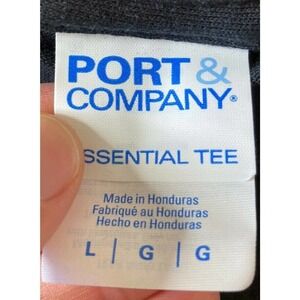 PORT &
COMPANY®
SSENTIAL TEE
Made in Honduras
Fabriqué au Honduras
Hecho en Honduras
L | G | G